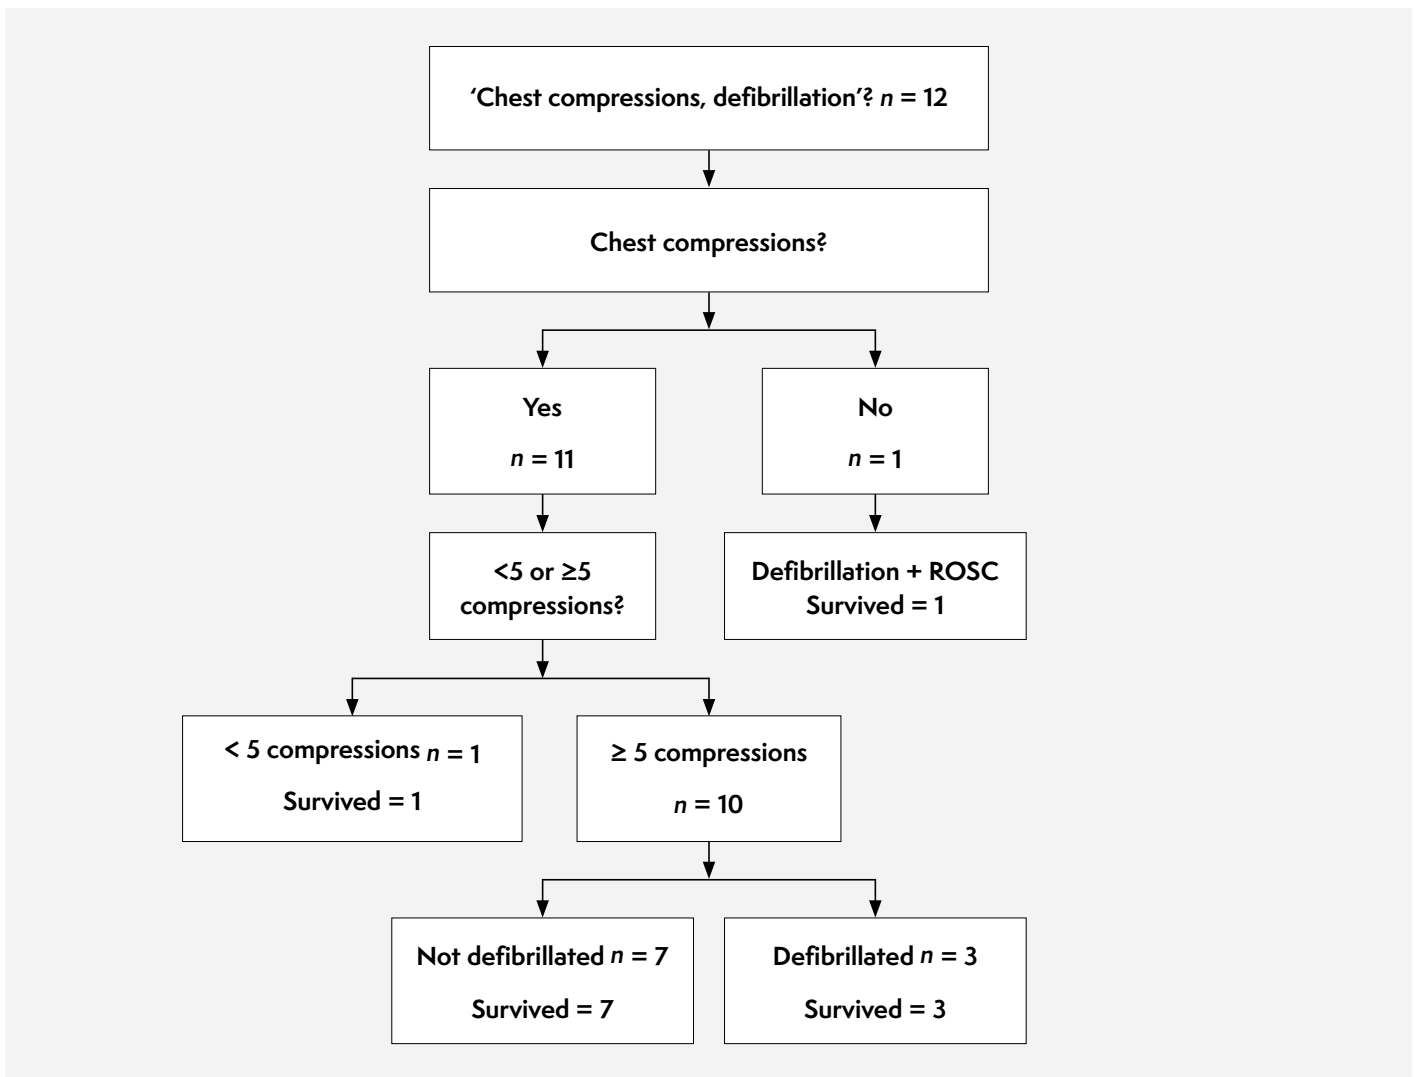 ‘Chest compressions, defibrillation’? n = 12
Chest compressions?
Yes
n = 11
No
n = 1
<5 or ≥5
compressions?
Defibrillation + ROSC
Survived = 1
< 5 compressions n = 1
Survived = 1
≥ 5 compressions
n = 10
Not defibrillated n = 7
Survived = 7
Defibrillated n = 3
Survived = 3